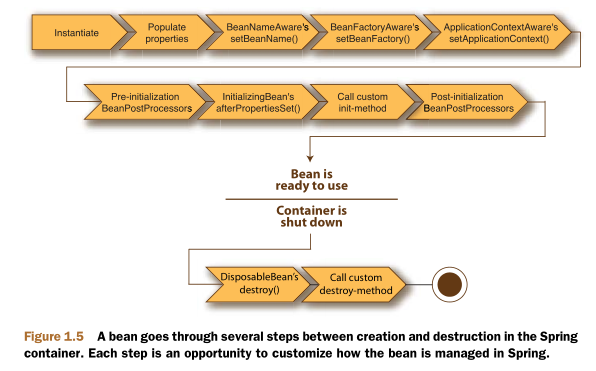 Instantiate
Populate
properties
BeanNameAware's
setBeanName()
BeanFactoryAware's
setBeanFactory()
ApplicationContextAware's
setApplicationContext()
Pre-initialization
BeanPostProcessors
InitializingBean's
afterPropertiesSet()
Call custom
init-method
Post-initialization
BeanPostProcessors
Bean is
ready to use
Container is
shut down
DisposableBean's
destroy()
Call custom
destroy-method
Figure 1.5 A bean goes through several steps between creation and destruction in the Spring
container. Each step is an opportunity to customize how the bean is managed in Spring.